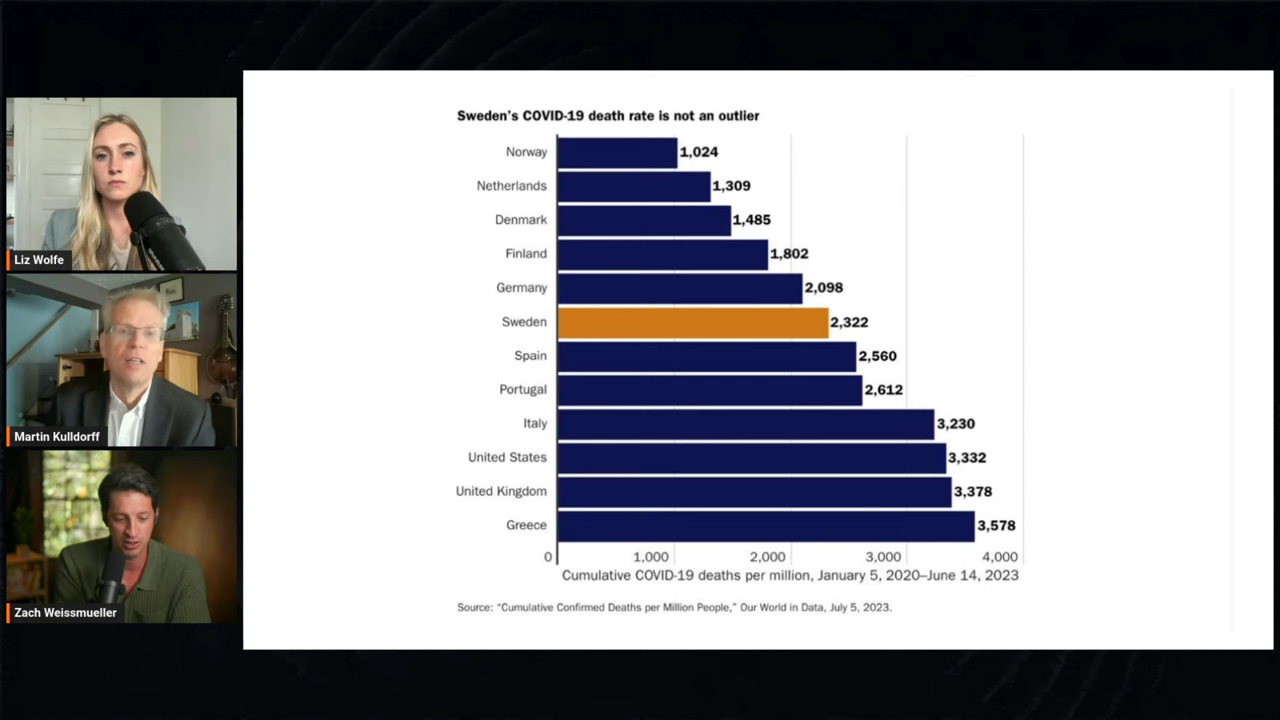 Liz Wolfe
Martin Kulldorff
Zach Weissmueller
Sweden's COVID-19 death rate is not an outlier
Norway 1,024
Netherlands 1,309
Denmark 1,485
Finland 1,802
Germany 2,098
Sweden 2,322
Spain 2,560
Portugal 2,612
Italy 3,230
United States 3,332
United Kingdom 3,378
Greece 3,578
0 1,000 2,000 3,000 4,000
Cumulative COVID-19 deaths per million, January 5, 2020–June 14, 2023
Source: “Cumulative Confirmed Deaths per Million People,” Our World in Data, July 5, 2023.